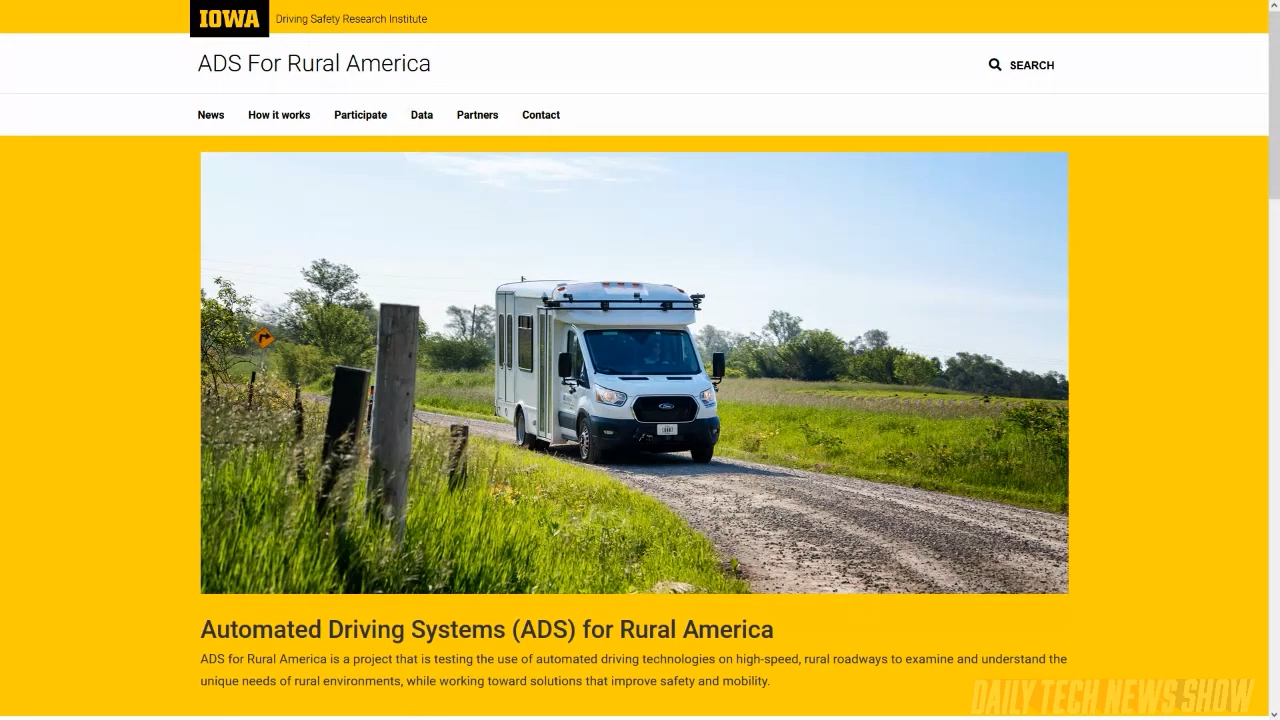 IOWA Driving Safety Research Institute
ADS For Rural America
SEARCH
News How it works Participate Data Partners Contact
Ford
Automated Driving Systems (ADS) for Rural America
ADS for Rural America is a project that is testing the use of automated driving technologies on high-speed, rural roadways to examine and understand the
unique needs of rural environments, while working toward solutions that improve safety and mobility.
DAILY TECH NEWS SHOW